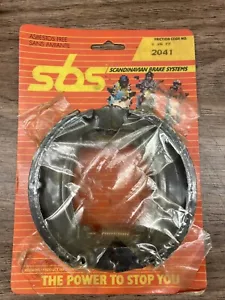 ASBESTOS FREE
SANS AMIANTE
FRICTION CODE NO
2041
sbs
SCANDINAVIAN BRAKE SYSTEMS
THE POWER TO STOP YOU